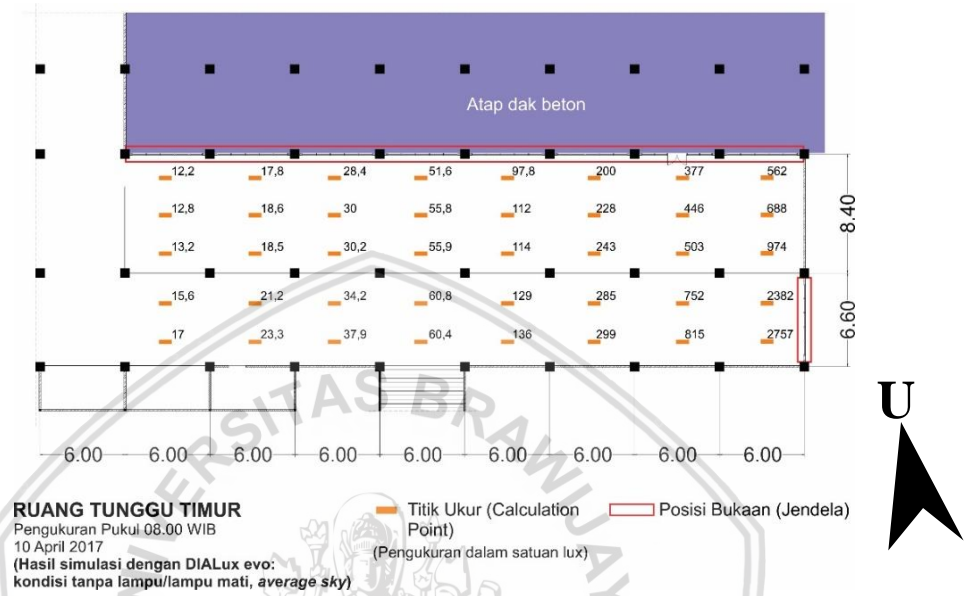 Atap dak beton
12,2 17,8 28,4 51,6 97,8 200 377 562
12,8 18,6 30 55,8 112 228 446 688
13,2 18,5 30,2 55,9 114 243 503 974
8.40
15,6 21,2 34,2 60,8 129 285 752 2382
17 23,3 37,9 60,4 136 299 815 2757
6.60
U
6.00 6.00 6.00 6.00 6.00 6.00 6.00 6.00 6.00
RUANG TUNGGU TIMUR
Pengukuran Pukul 08.00 WIB
10 April 2017
(Hasil simulasi dengan DIALux evo:
kondisi tanpa lampu/lampu mati, average sky)
Titik Ukur (Calculation
Point)
(Pengukuran dalam satuan lux)
Posisi Bukaan (Jendela)
UNIVERSITAS BRAWIJAYA